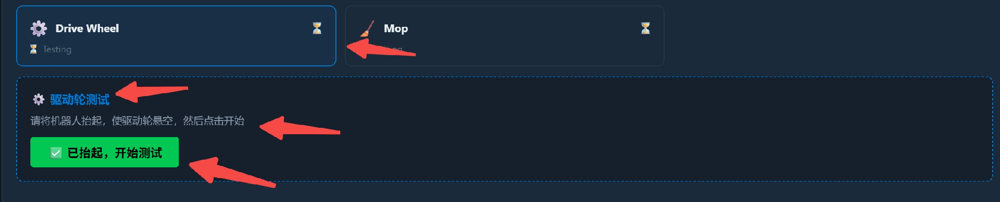 Drive Wheel
Mop
Testing
驱动轮测试
请将机器人抬起，使驱动轮悬空，然后点击开始
已抬起，开始测试